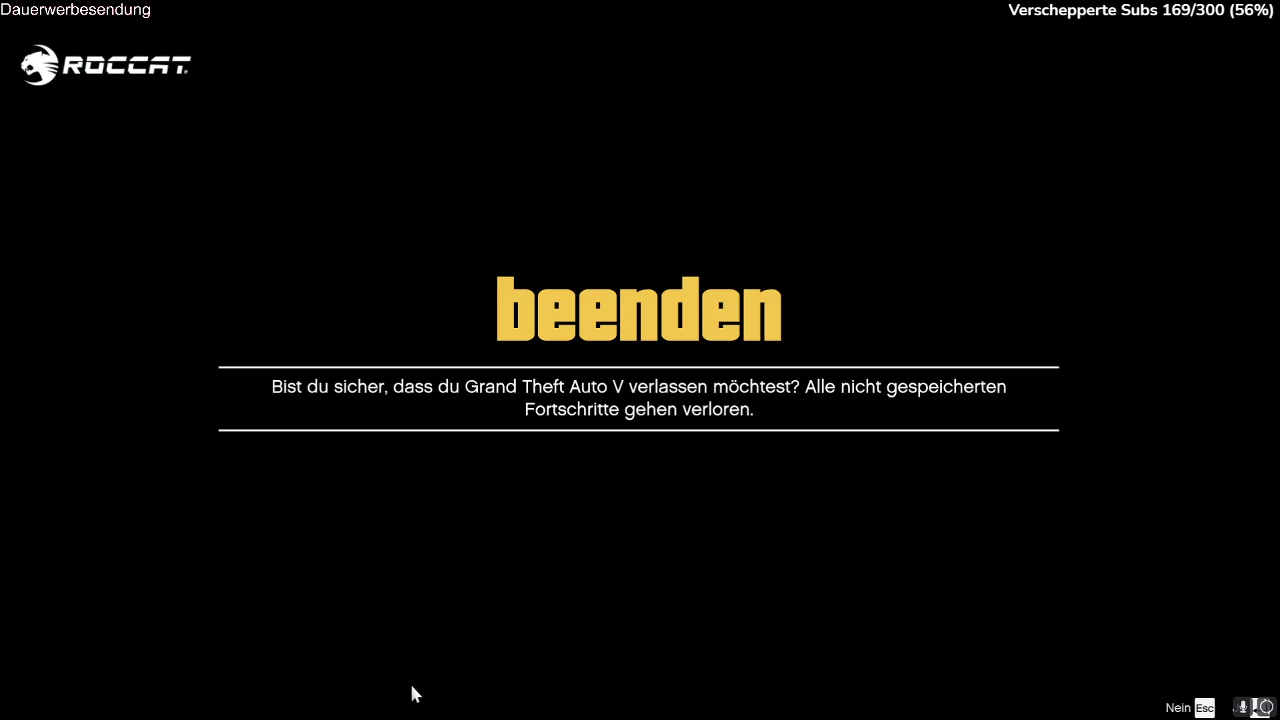 Dauerwerbesendung
Verschepperte Subs 169/300 (56%)
ROCCAT
beenden
Bist du sicher, dass du Grand Theft Auto V verlassen möchtest? Alle nicht gespeicherten
Fortschritte gehen verloren.
Nein Esc